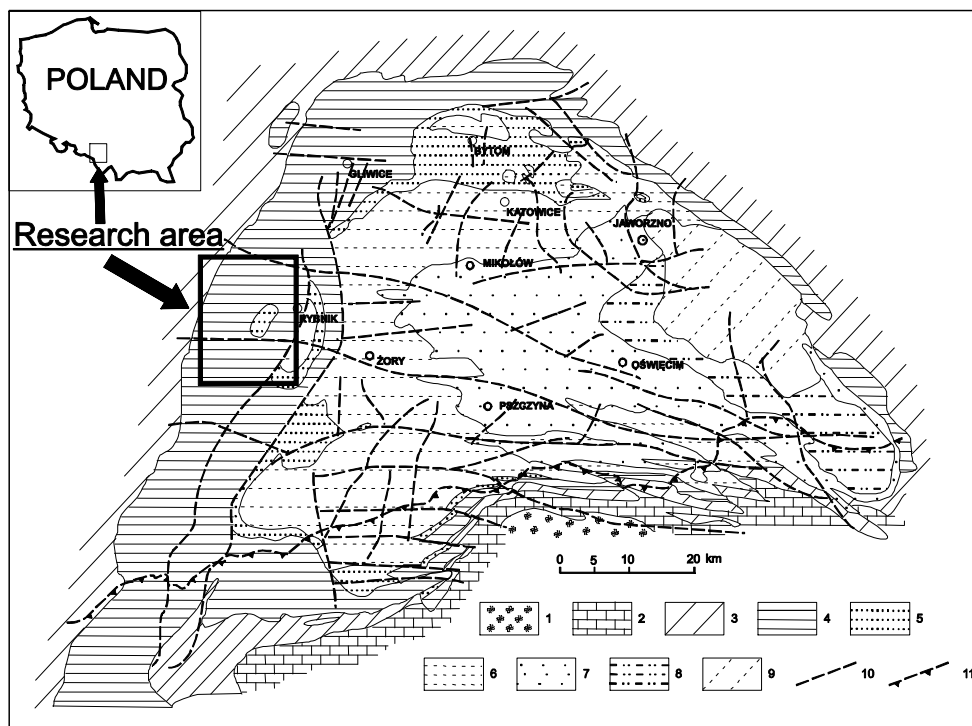 POLAND
Research area
BYTOM
GLIWICE
KATOWICE
JAWORZNO
MIKOŁÓW
RYBNIK
ŻORY
OŚWIĘCIM
PSZCZYNA
0 5 10 20 km
1 2 3 4 5
6 7 8 9 10 11